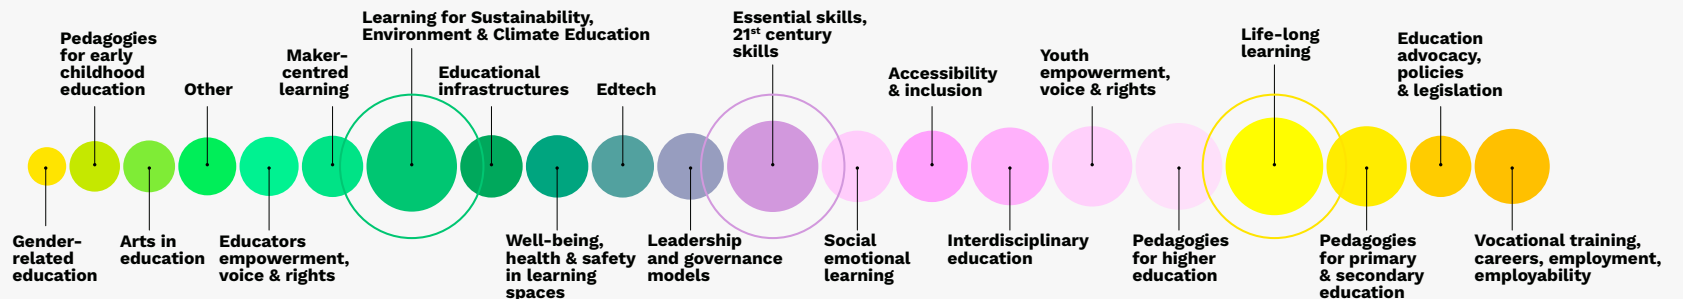 Pedagogies
for early
childhood
education
Other
Maker-
centred
learning
Learning for Sustainability,
Environment & Climate Education
Educational
infrastructures
Edtech
Essential skills,
21st century
skills
Accessibility
& inclusion
Youth
empowerment,
voice & rights
Life-long
learning
Education
advocacy,
policies
& legislation
Gender-
related
education
Arts in
education
Educators
empowerment,
voice & rights
Well-being,
health & safety
in learning
spaces
Leadership
and governance
models
Social
emotional
learning
Interdisciplinary
education
Pedagogies
for higher
education
Pedagogies
for primary
& secondary
education
Vocational training,
careers, employment,
employability